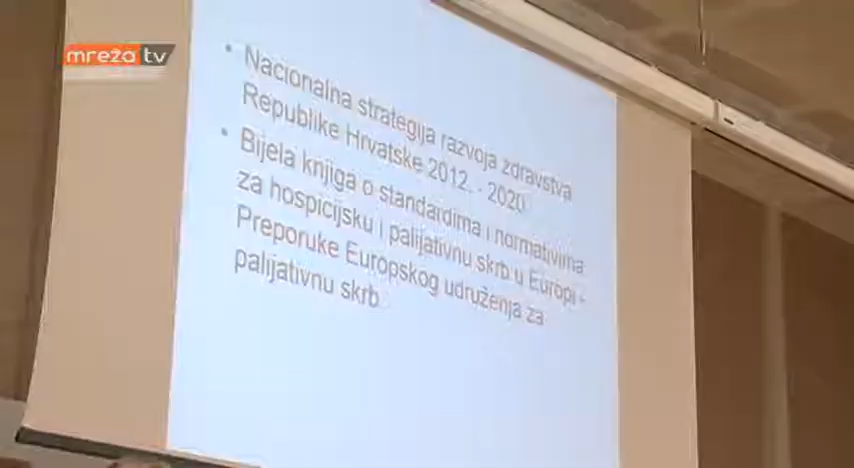 mreža tv
• Nacionalna strategija razvoja zdravstva
Republike Hrvatske 2012. - 2020
• Bijela knjiga o standardima i normativima
za hospicijsku i palijativnu skrb u Europi -
Preporuke Europskog udruženja za
palijativnu skrb